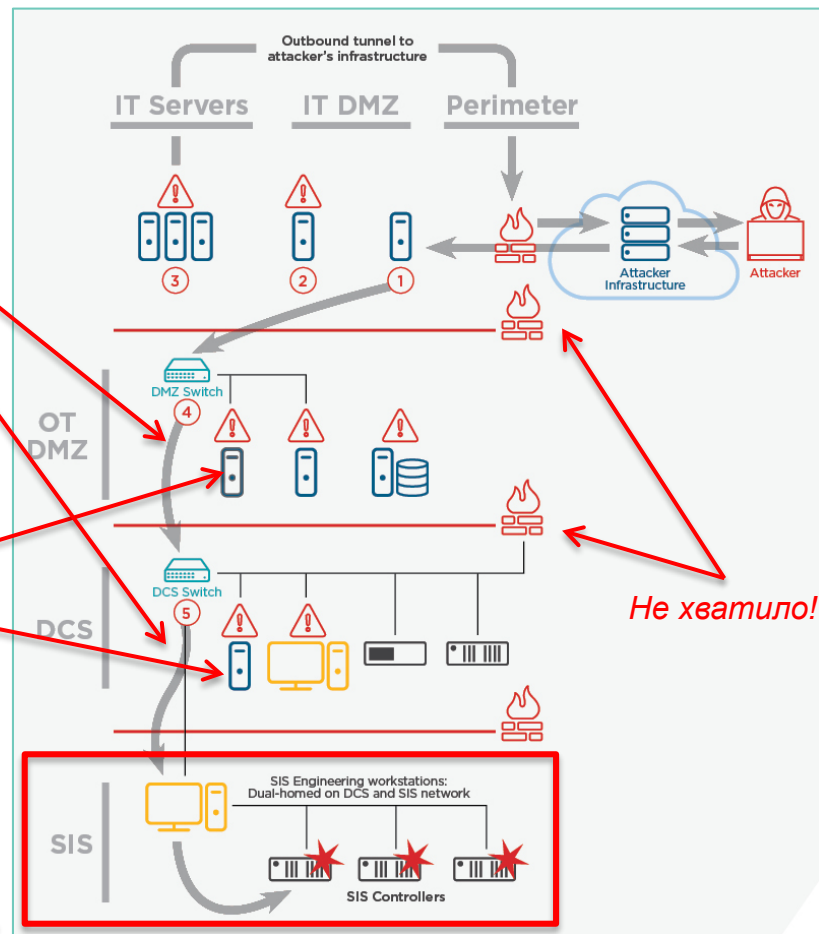 Outbound tunnel to
attacker's infrastructure
IT Servers
IT DMZ
Perimeter
3
2
1
Attacker
Infrastructure
Attacker
DMZ Switch
4
OT
DMZ
DCS Switch
5
DCS
Не хватило!
SIS Engineering workstations:
Dual-homed on DCS and SIS network
SIS
SIS Controllers